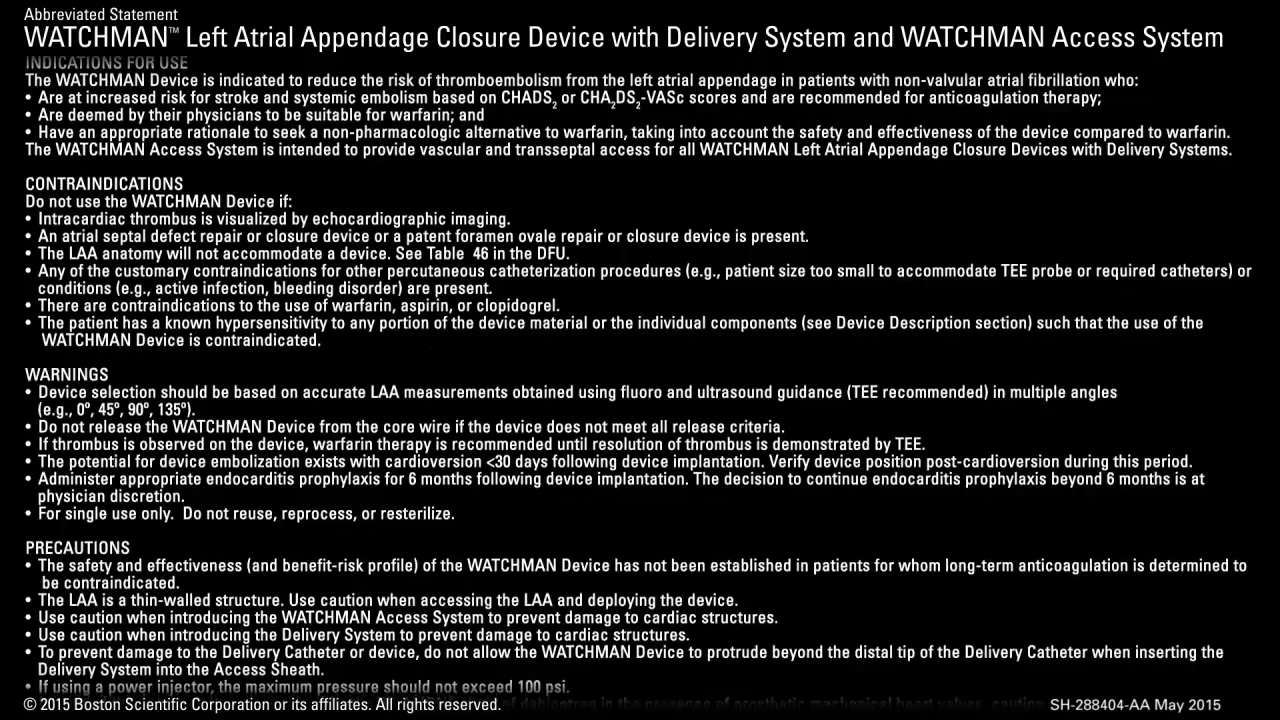 Abbreviated Statement
WATCHMAN™ Left Atrial Appendage Closure Device with Delivery System and WATCHMAN Access System
INDICATIONS FOR USE
The WATCHMAN Device is indicated to reduce the risk of thromboembolism from the left atrial appendage in patients with non-valvular atrial fibrillation who:
• Are at increased risk for stroke and systemic embolism based on CHADS₂ or CHA₂DS₂-VASc scores and are recommended for anticoagulation therapy;
• Are deemed by their physicians to be suitable for warfarin; and
• Have an appropriate rationale to seek a non-pharmacologic alternative to warfarin, taking into account the safety and effectiveness of the device compared to warfarin.
The WATCHMAN Access System is intended to provide vascular and transseptal access for all WATCHMAN Left Atrial Appendage Closure Devices with Delivery Systems.
CONTRAINDICATIONS
Do not use the WATCHMAN Device if:
• Intracardiac thrombus is visualized by echocardiographic imaging.
• An atrial septal defect repair or closure device or a patent foramen ovale repair or closure device is present.
• The LAA anatomy will not accommodate a device. See Table 46 in the DFU.
• Any of the customary contraindications for other percutaneous catheterization procedures (e.g., patient size too small to accommodate TEE probe or required catheters) or
conditions (e.g., active infection, bleeding disorder) are present.
• There are contraindications to the use of warfarin, aspirin, or clopidogrel.
• The patient has a known hypersensitivity to any portion of the device material or the individual components (see Device Description section) such that the use of the
WATCHMAN Device is contraindicated.
WARNINGS
• Device selection should be based on accurate LAA measurements obtained using fluoro and ultrasound guidance (TEE recommended) in multiple angles
(e.g., 0º, 45º, 90º, 135º).
• Do not release the WATCHMAN Device from the core wire if the device does not meet all release criteria.
• If thrombus is observed on the device, warfarin therapy is recommended until resolution of thrombus is demonstrated by TEE.
• The potential for device embolization exists with cardioversion <30 days following device implantation. Verify device position post-cardioversion during this period.
• Administer appropriate endocarditis prophylaxis for 6 months following device implantation. The decision to continue endocarditis prophylaxis beyond 6 months is at
physician discretion.
• For single use only. Do not reuse, reprocess, or resterilize.
PRECAUTIONS
• The safety and effectiveness (and benefit-risk profile) of the WATCHMAN Device has not been established in patients for whom long-term anticoagulation is determined to
be contraindicated.
• The LAA is a thin-walled structure. Use caution when accessing the LAA and deploying the device.
• Use caution when introducing the WATCHMAN Access System to prevent damage to cardiac structures.
• Use caution when introducing the Delivery System to prevent damage to cardiac structures.
• To prevent damage to the Delivery Catheter or device, do not allow the WATCHMAN Device to protrude beyond the distal tip of the Delivery Catheter when inserting the
Delivery System into the Access Sheath.
• If using a power injector, the maximum pressure should not exceed 100 psi.
of dabigatran in the presence of prosthetic mechanical heart valves, caution
© 2015 Boston Scientific Corporation or its affiliates. All rights reserved.
SH-288404-AA May 2015